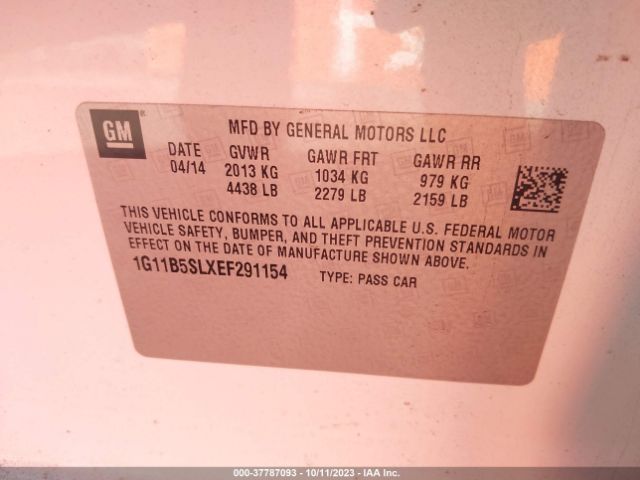 GM
®
MFD BY GENERAL MOTORS LLC
DATE GVWR GAWR FRT GAWR RR
04/14 2013 KG 1034 KG 979 KG
4438 LB 2279 LB 2159 LB
THIS VEHICLE CONFORMS TO ALL APPLICABLE U.S. FEDERAL MOTOR
VEHICLE SAFETY, BUMPER, AND THEFT PREVENTION STANDARDS IN
EFFECT ON THE DATE OF MANUFACTURE SHOWN ABOVE.
1G11B5SLXEF291154 TYPE: PASS CAR
000-37787093 - 10/11/2023 - IAA Inc.